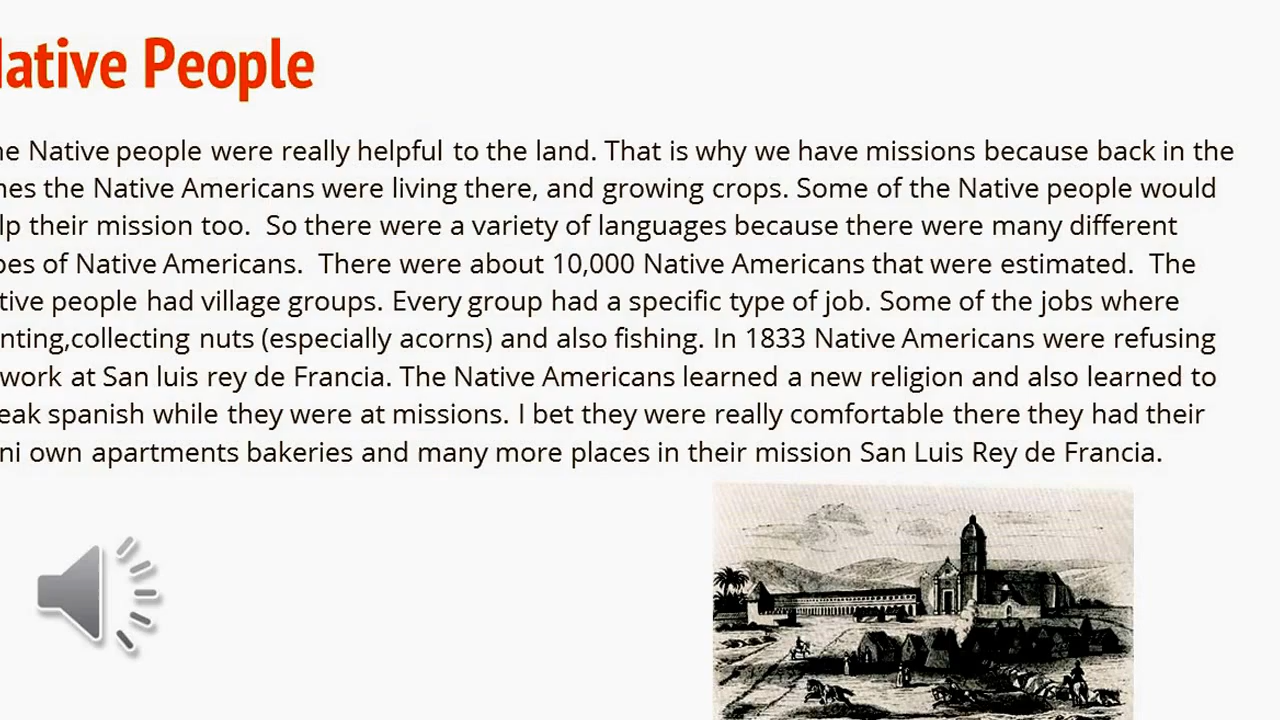 ative People
he Native people were really helpful to the land. That is why we have missions because back in the
mes the Native Americans were living there, and growing crops. Some of the Native people would
lp their mission too. So there were a variety of languages because there were many different
pes of Native Americans. There were about 10,000 Native Americans that were estimated. The
tive people had village groups. Every group had a specific type of job. Some of the jobs where
nting,collecting nuts (especially acorns) and also fishing. In 1833 Native Americans were refusing
work at San luis rey de Francia. The Native Americans learned a new religion and also learned to
eak spanish while they were at missions. I bet they were really comfortable there they had their
ni own apartments bakeries and many more places in their mission San Luis Rey de Francia.